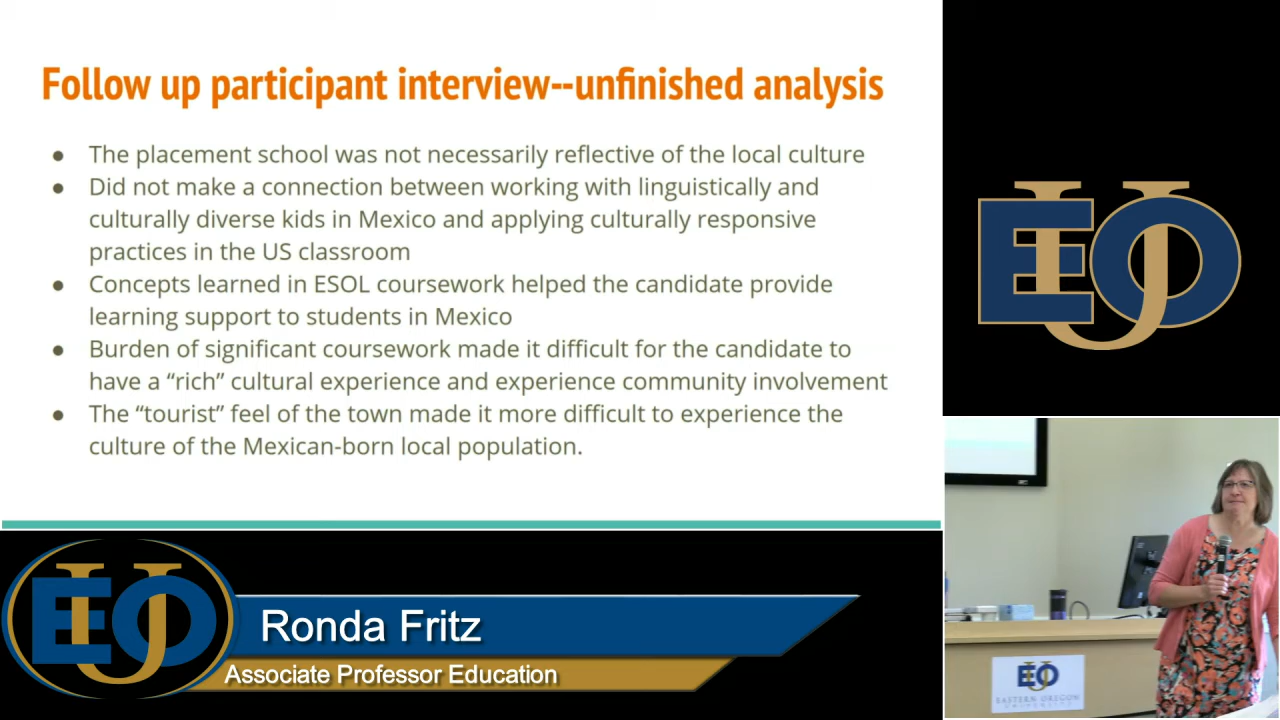 Follow up participant interview--unfinished analysis
● The placement school was not necessarily reflective of the local culture
● Did not make a connection between working with linguistically and
culturally diverse kids in Mexico and applying culturally responsive
practices in the US classroom
● Concepts learned in ESOL coursework helped the candidate provide
learning support to students in Mexico
● Burden of significant coursework made it difficult for the candidate to
have a “rich” cultural experience and experience community involvement
● The “tourist” feel of the town made it more difficult to experience the
culture of the Mexican-born local population.
EOU
EOU
Ronda Fritz
Associate Professor Education
EOU
EASTERN OREGON
UNIVERSITY